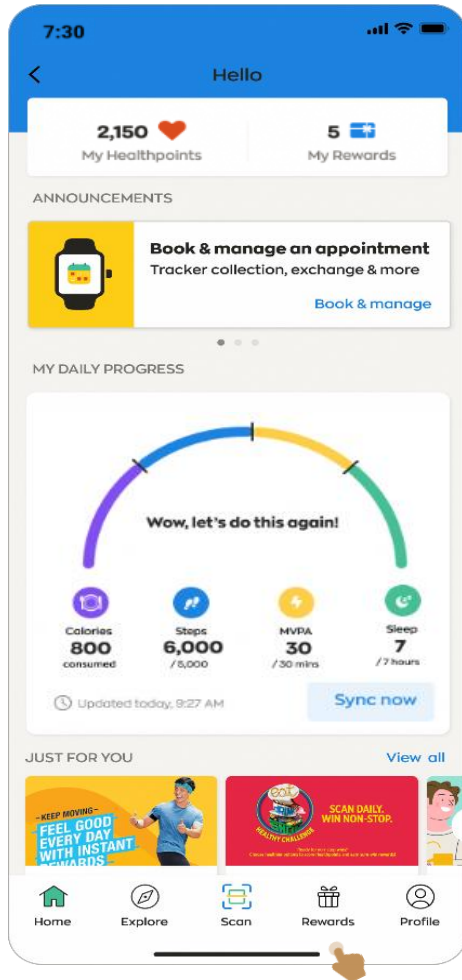 7:30
Hello
2,150
5
My Healthpoints
My Rewards
ANNOUNCEMENTS
Book & manage an appointment
Tracker collection, exchange & more
Book & manage
MY DAILY PROGRESS
Wow, let's do this again!
Calories
800
consumed
Steps
6,000
/6,000
MVPA
30
/30 mins
Sleep
7
/7 hours
Updated today, 9:27 AM
Sync now
JUST FOR YOU
View all
- KEEP MOVING -
FEEL GOOD
EVERY DAY
WITH INSTANT
REWARDS
HEALTHY CHALLENGE
SCAN DAILY.
WIN NON-STOP.
Home
Explore
Scan
Rewards
Profile